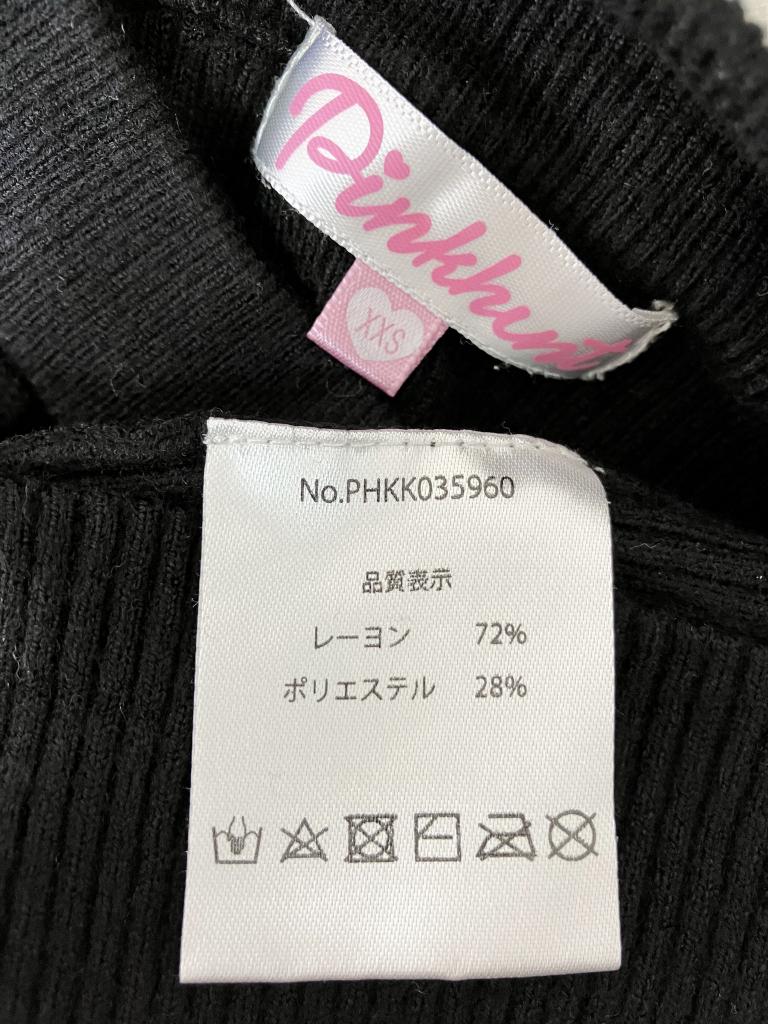 Pinkhunt
XXS
No.PHKK035960
品質表示
レーヨン 72%
ポリエステル 28%